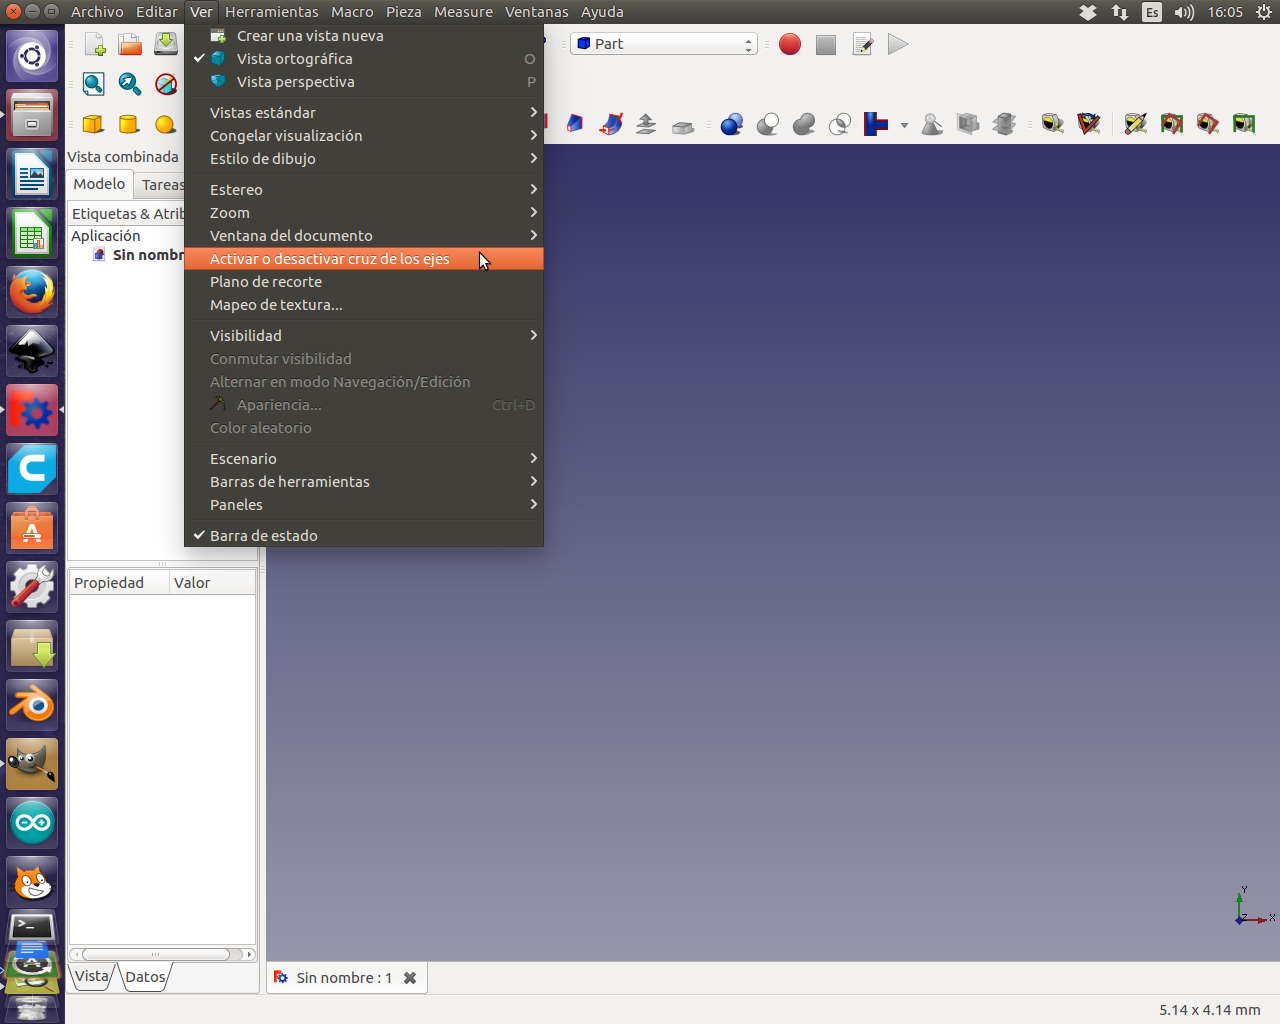 Archivo Editar Ver Herramientas Macro Pieza Measure Ventanas Ayuda Es 16:05
Crear una vista nueva
Part
Vista ortográfica O
Vista perspectiva P
Vistas estándar
Congelar visualización
Estilo de dibujo
Vista combinada
Modelo Tareas
Estereo
Zoom
Etiquetas & Atrib
Ventana del documento
Aplicación
Sin nombr
Activar o desactivar cruz de los ejes
Plano de recorte
Mapeo de textura...
Visibilidad
Conmutar visibilidad
Alternar en modo Navegación/Edición
Apariencia... Ctrl+D
Color aleatorio
Escenario
Barras de herramientas
Paneles
Barra de estado
Propiedad Valor
Y
Z X
Vista Datos
Sin nombre : 1
5.14 x 4.14 mm